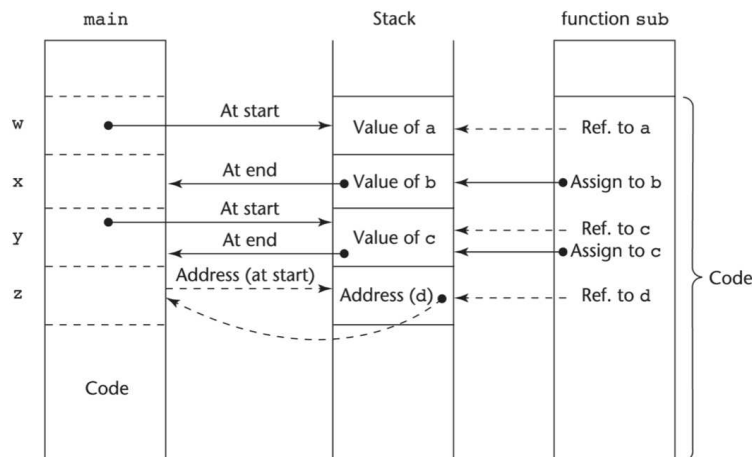 main Stack function sub
w At start Value of a Ref. to a
x At end Value of b Assign to b
At start
y Value of c Ref. to c
At end Assign to c
Address (at start)
z Address (d) Ref. to d
Code
Code